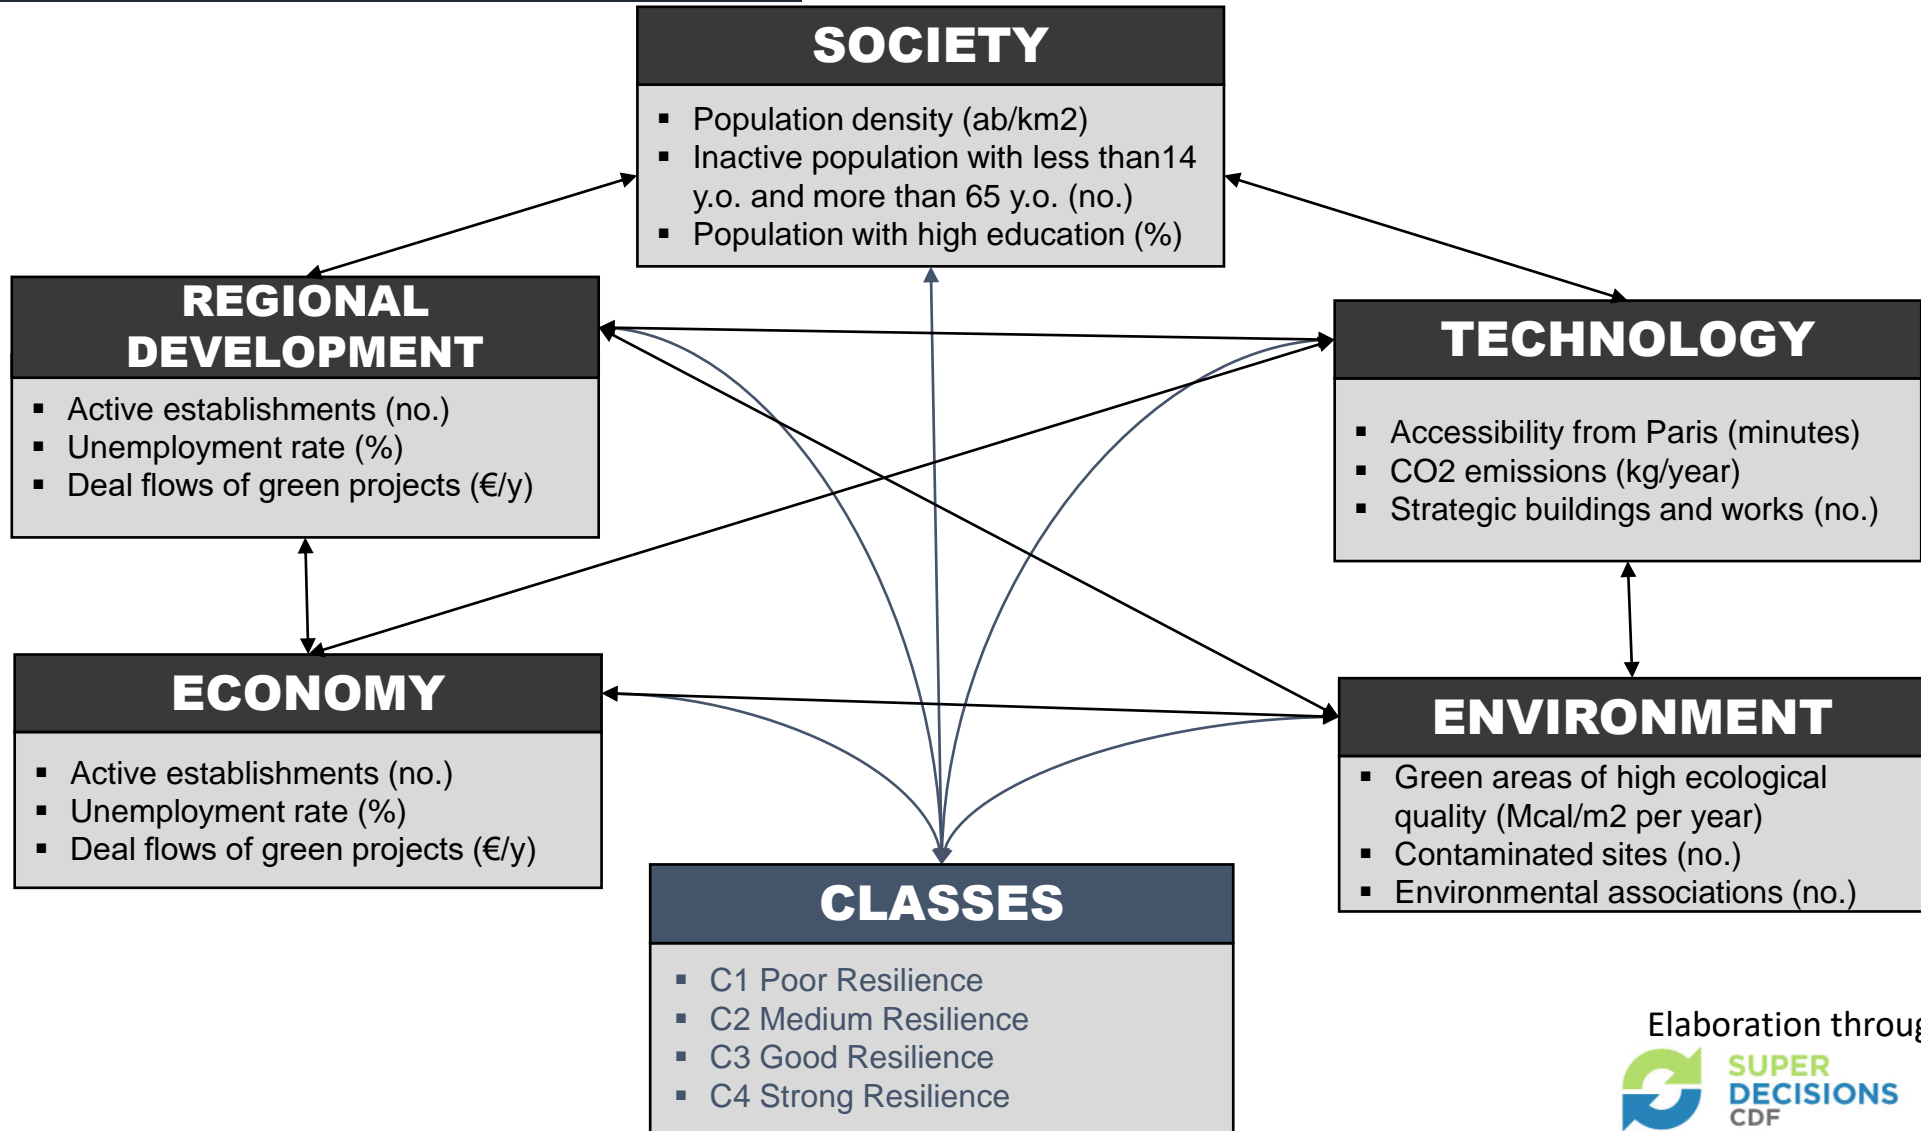 SOCIETY
▪ Population density (ab/km2)
▪ Inactive population with less than14
y.o. and more than 65 y.o. (no.)
▪ Population with high education (%)
REGIONAL
DEVELOPMENT
▪ Active establishments (no.)
▪ Unemployment rate (%)
▪ Deal flows of green projects (€/y)
TECHNOLOGY
▪ Accessibility from Paris (minutes)
▪ CO2 emissions (kg/year)
▪ Strategic buildings and works (no.)
ECONOMY
▪ Active establishments (no.)
▪ Unemployment rate (%)
▪ Deal flows of green projects (€/y)
ENVIRONMENT
▪ Green areas of high ecological
quality (Mcal/m2 per year)
▪ Contaminated sites (no.)
▪ Environmental associations (no.)
CLASSES
▪ C1 Poor Resilience
▪ C2 Medium Resilience
▪ C3 Good Resilience
▪ C4 Strong Resilience
Elaboration throug
SUPER
DECISIONS
CDF